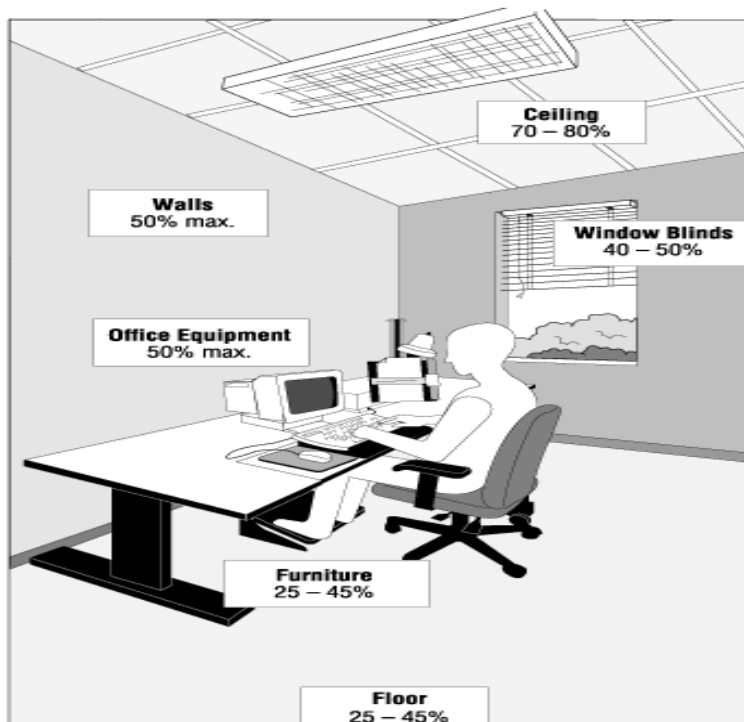 Ceiling
70 – 80%
Walls
50% max.
Window Blinds
40 – 50%
Office Equipment
50% max.
Furniture
25 – 45%
Floor
25 – 45%